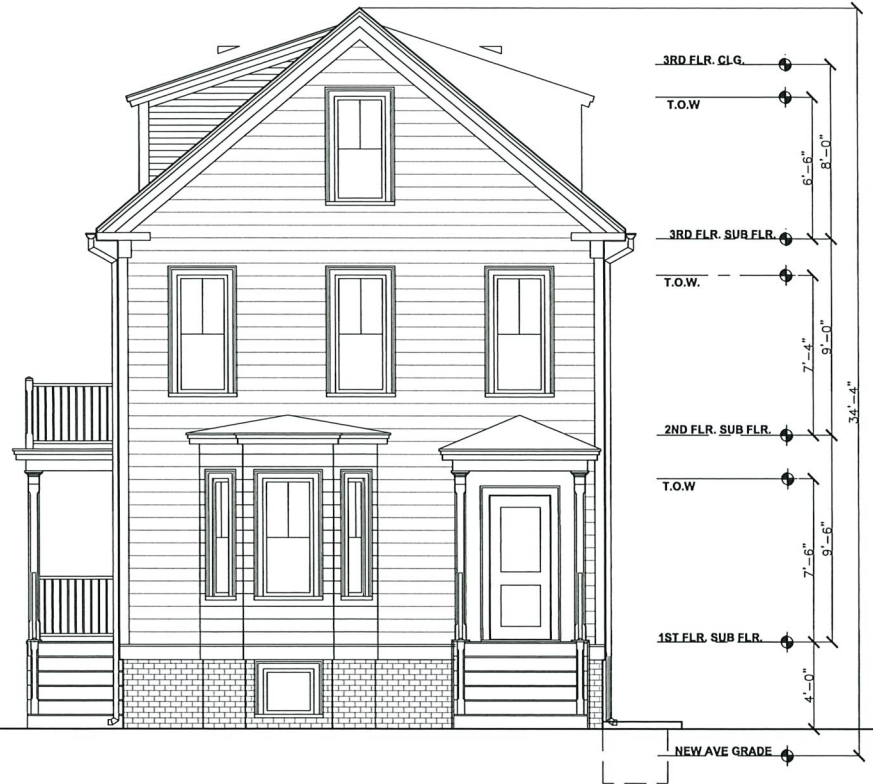 3RD FLR. CLG.
T.O.W
6'-6"
8'-0"
3RD FLR. SUB FLR.
T.O.W.
7'-4"
9'-0"
34'-4"
2ND FLR. SUB FLR.
T.O.W
7'-6"
9'-6"
1ST FLR. SUB FLR.
4'-0"
NEW AVE GRADE